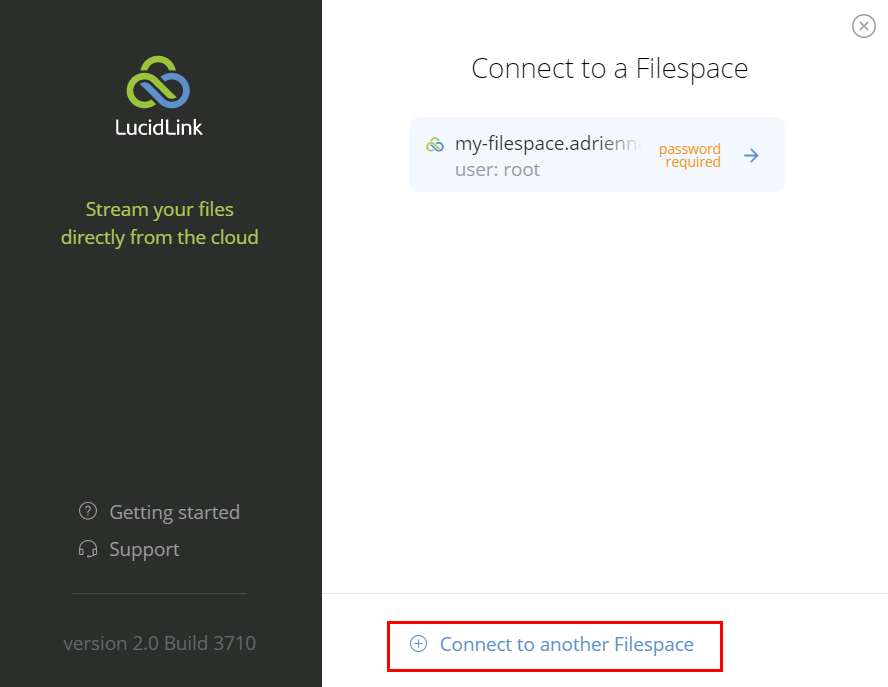 LucidLink
Stream your files
directly from the cloud
Getting started
Support
version 2.0 Build 3710
Connect to a Filespace
my-filespace.adrienne
user: root
password
required
Connect to another Filespace